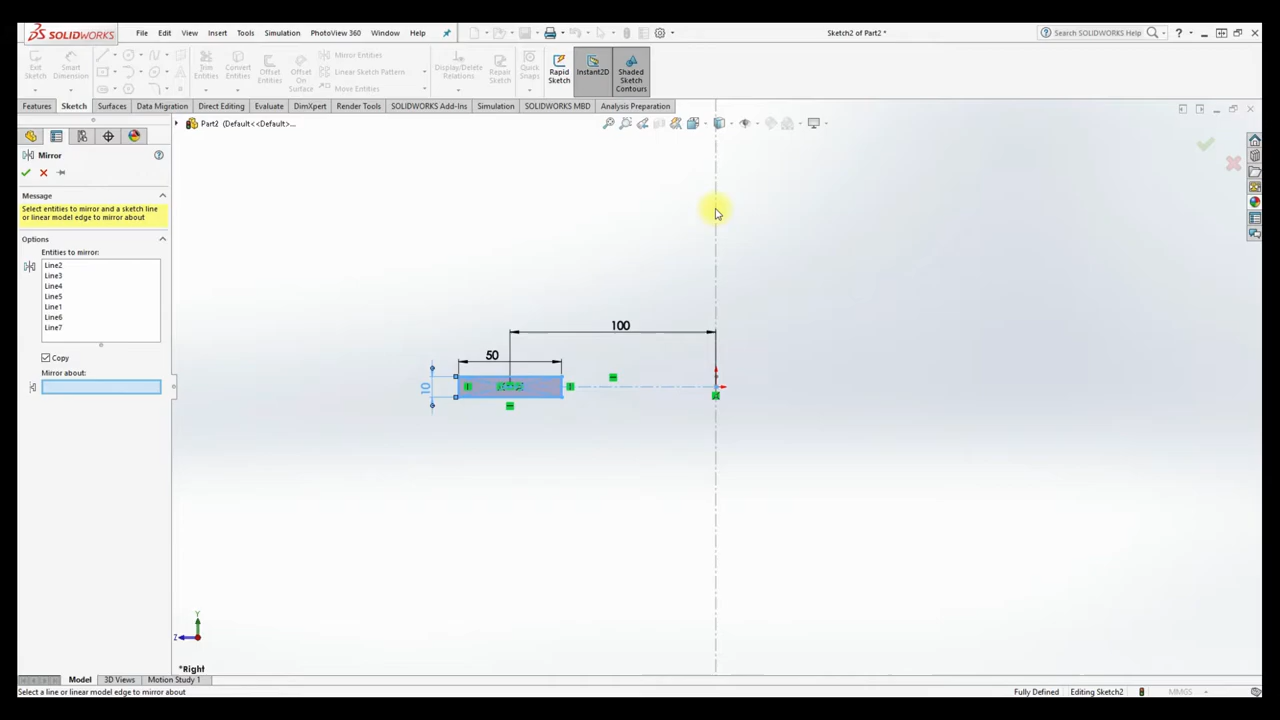 SOLIDWORKS
File
Edit
View
Insert
Tools
Simulation
PhotoView 360
Window
Help
Sketch2 of Part2 *
Search SOLIDWORKS Help
Exit Sketch
Smart Dimension
Trim Entities
Convert Entities
Offset Entities
Offset On Surface
Mirror Entities
Linear Sketch Pattern
Move Entities
Display/Delete Relations
Repair Sketch
Quick Snaps
Rapid Sketch
Instant2D
Shaded Sketch Contours
Features
Sketch
Surfaces
Data Migration
Direct Editing
Evaluate
DimXpert
Render Tools
SOLIDWORKS Add-Ins
Simulation
SOLIDWORKS MBD
Analysis Preparation
Part2 (Default<<Default>...
Mirror
Message
Select entities to mirror and a sketch line
or linear model edge to mirror about
Options
Entities to mirror:
Line2
Line3
Line4
Line5
Line1
Line6
Line7
Copy
Mirror about:
100
50
10
Y
Z
*Right
Model
3D Views
Motion Study 1
Select a line or linear model edge to mirror about
Fully Defined
Editing Sketch2
MMGS